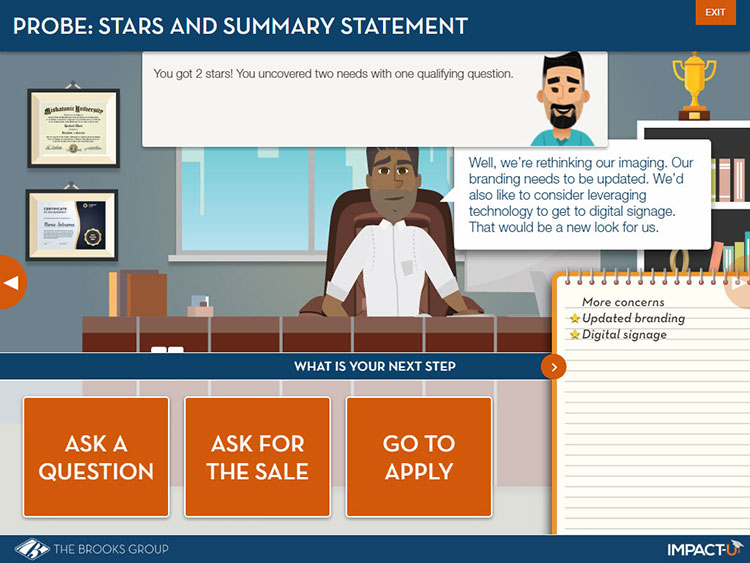 PROBE: STARS AND SUMMARY STATEMENT
EXIT
You got 2 stars! You uncovered two needs with one qualifying question.
Miskatonic University
Well, we're rethinking our imaging. Our
branding needs to be updated. We'd
also like to consider leveraging
technology to get to digital signage.
That would be a new look for us.
More concerns
Updated branding
Digital signage
WHAT IS YOUR NEXT STEP
ASK A
QUESTION
ASK FOR
THE SALE
GO TO
APPLY
THE BROOKS GROUP
IMPACT-U